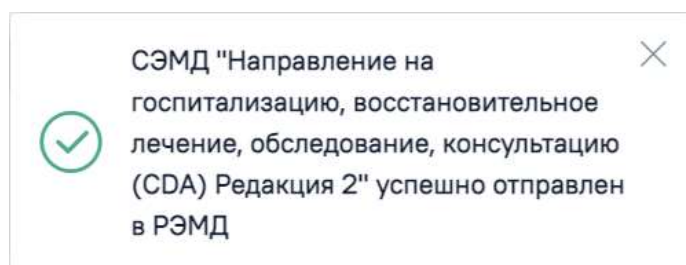 СЭМД "Направление на
госпитализацию, восстановительное
лечение, обследование, консультацию
(CDA) Редакция 2" успешно отправлен
в РЭМД